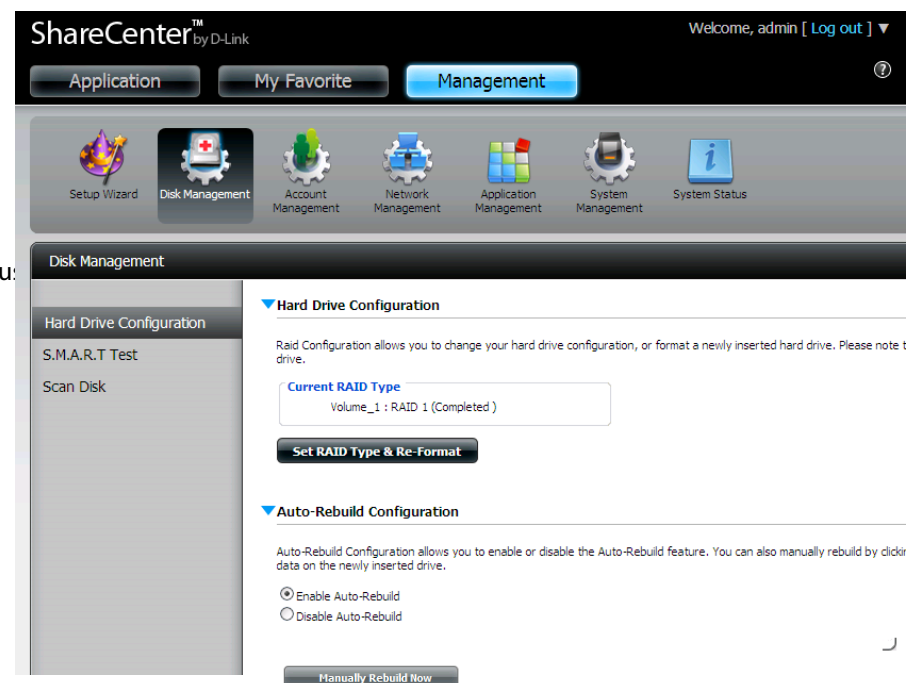 ShareCenter™ by D-Link
Welcome, admin [ Log out ] ▼
Application
My Favorite
Management
?
Setup Wizard
Disk Management
Account Management
Network Management
Application Management
System Management
System Status
Disk Management
Hard Drive Configuration
S.M.A.R.T Test
Scan Disk
Hard Drive Configuration
Raid Configuration allows you to change your hard drive configuration, or format a newly inserted hard drive. Please note
drive.
Current RAID Type
Volume_1 : RAID 1 (Completed )
Set RAID Type & Re-Format
Auto-Rebuild Configuration
Auto-Rebuild Configuration allows you to enable or disable the Auto-Rebuild feature. You can also manually rebuild by
data on the newly inserted drive.
Enable Auto-Rebuild
Disable Auto-Rebuild
Manually Rebuild Now